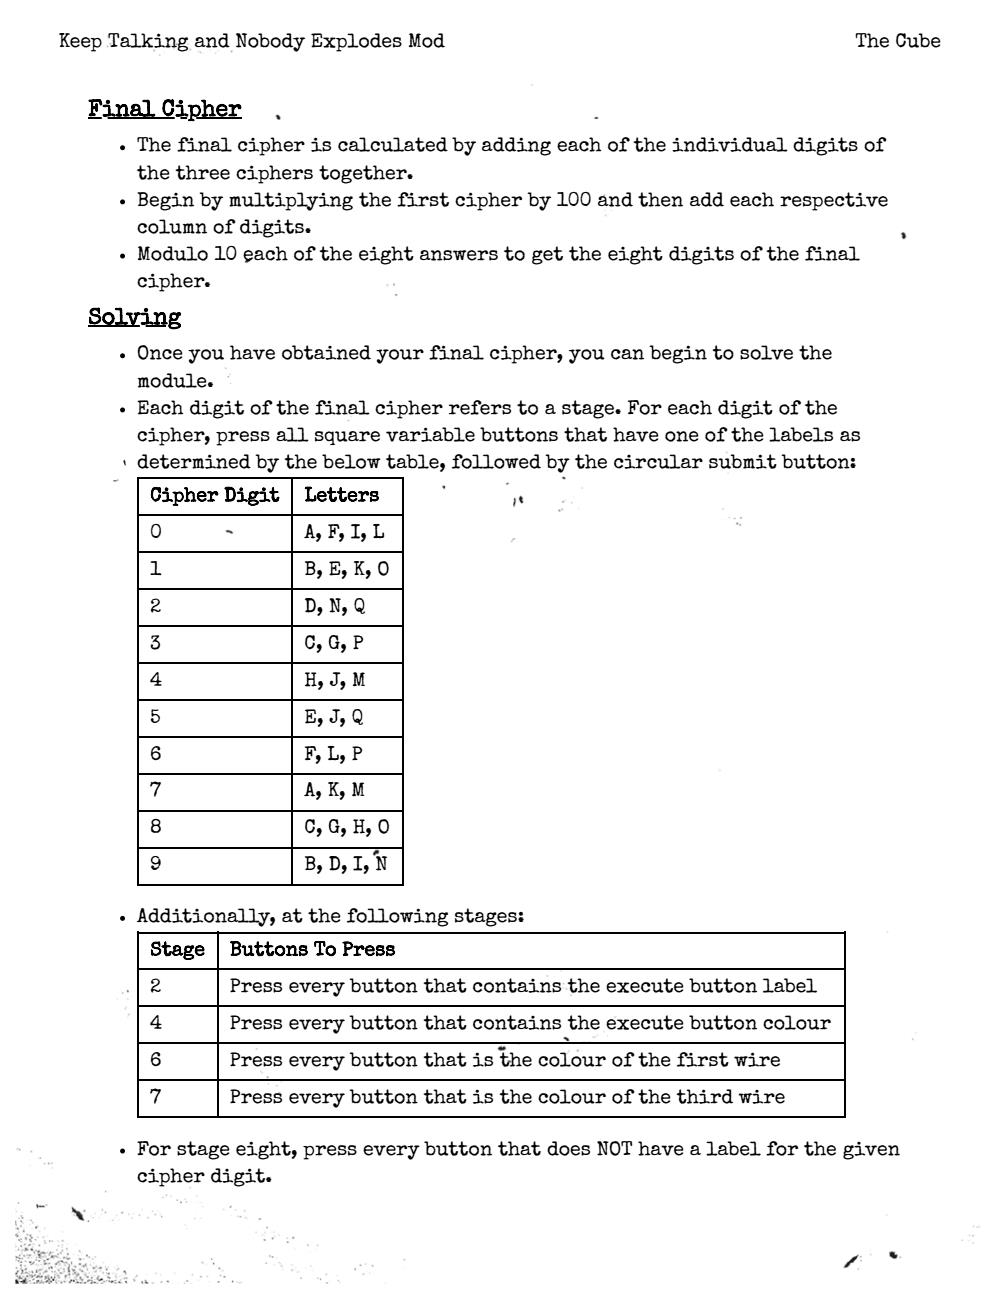 Keep Talking and Nobody Explodes Mod The Cube
Final Cipher
• The final cipher is calculated by adding each of the individual digits of
the three ciphers together.
• Begin by multiplying the first cipher by 100 and then add each respective
column of digits.
• Modulo 10 each of the eight answers to get the eight digits of the final
cipher.
Solving
• Once you have obtained your final cipher, you can begin to solve the
module.
• Each digit of the final cipher refers to a stage. For each digit of the
cipher, press all square variable buttons that have one of the labels as
determined by the below table, followed by the circular submit button:
Cipher Digit Letters
0 A, F, I, L
1 B, E, K, O
2 D, N, Q
3 C, G, P
4 H, J, M
5 E, J, Q
6 F, L, P
7 A, K, M
8 C, G, H, O
9 B, D, I, N
• Additionally, at the following stages:
Stage Buttons To Press
2 Press every button that contains the execute button label
4 Press every button that contains the execute button colour
6 Press every button that is the colour of the first wire
7 Press every button that is the colour of the third wire
• For stage eight, press every button that does NOT have a label for the given
cipher digit.